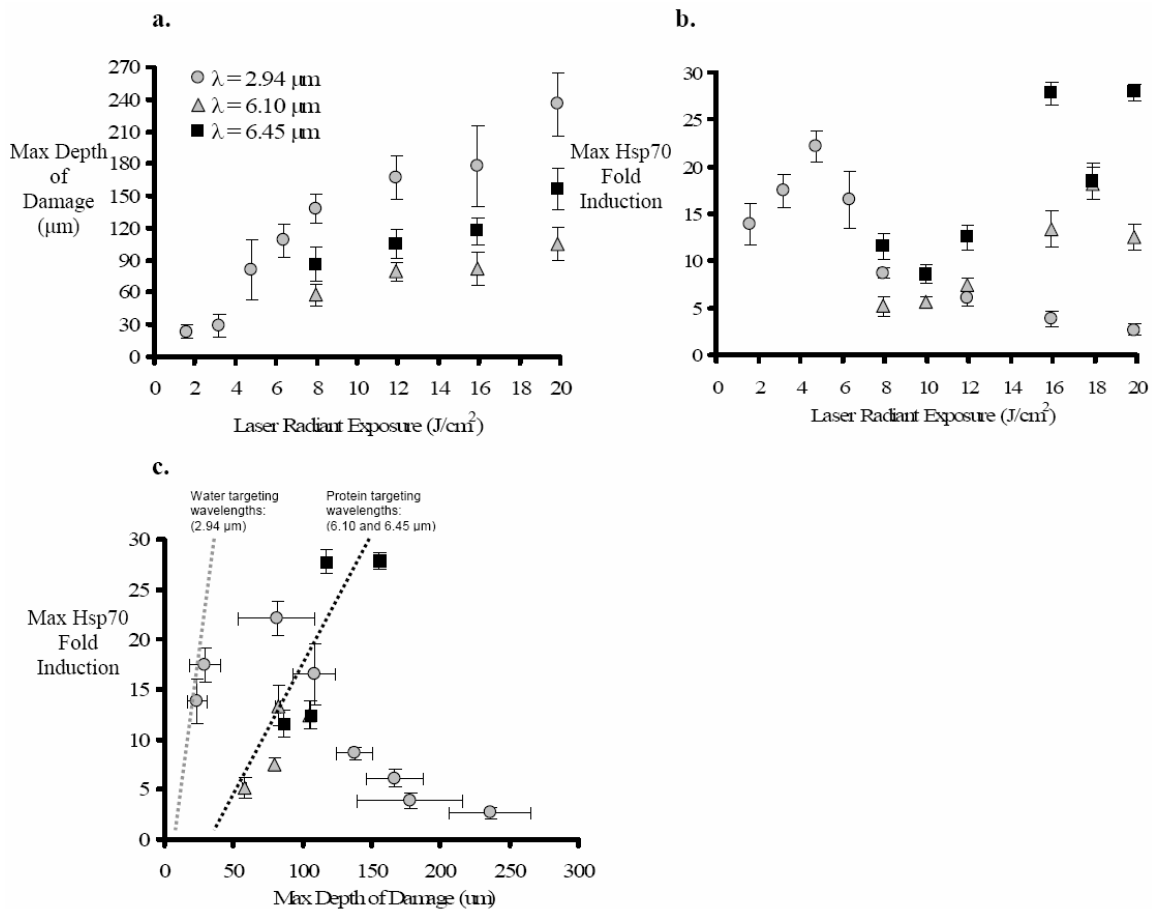 a.
270
240
210
180
150
120
90
60
30
0
Max Depth
of
Damage
(μm)
λ = 2.94 μm
λ = 6.10 μm
λ = 6.45 μm
0 2 4 6 8 10 12 14 16 18 20
Laser Radiant Exposure (J/cm²)
b.
30
25
20
15
10
5
0
Max Hsp70
Fold
Induction
0 2 4 6 8 10 12 14 16 18 20
Laser Radiant Exposure (J/cm²)
c.
Water targeting
wavelengths:
(2.94 μm)
Protein targeting
wavelengths:
(6.10 and 6.45 μm)
30
25
20
15
10
5
0
Max Hsp70
Fold
Induction
0 50 100 150 200 250 300
Max Depth of Damage (um)